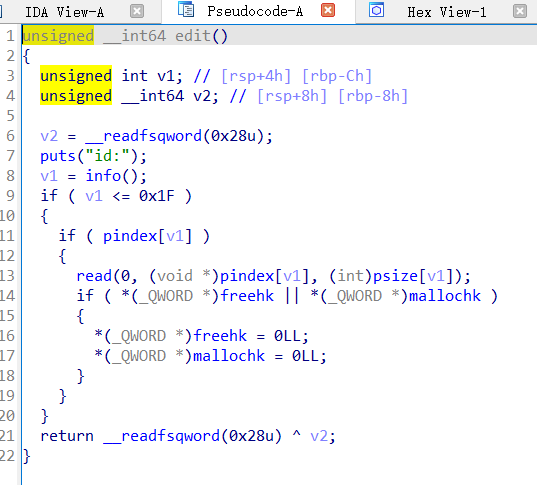 IDA View-A Pseudocode-A Hex View-1
1 unsigned __int64 edit()
2 {
3   unsigned int v1; // [rsp+4h] [rbp-Ch]
4   unsigned __int64 v2; // [rsp+8h] [rbp-8h]
5
6   v2 = __readfsqword(0x28u);
7   puts("id:");
8   v1 = info();
9   if ( v1 <= 0x1F )
10   {
11     if ( pindex[v1] )
12     {
13       read(0, (void *)pindex[v1], (int)psize[v1]);
14       if ( *(_QWORD *)freehk || *(_QWORD *)mallochk )
15       {
16         *(_QWORD *)freehk = 0LL;
17         *(_QWORD *)mallochk = 0LL;
18       }
19     }
20   }
21   return __readfsqword(0x28u) ^ v2;
22 }